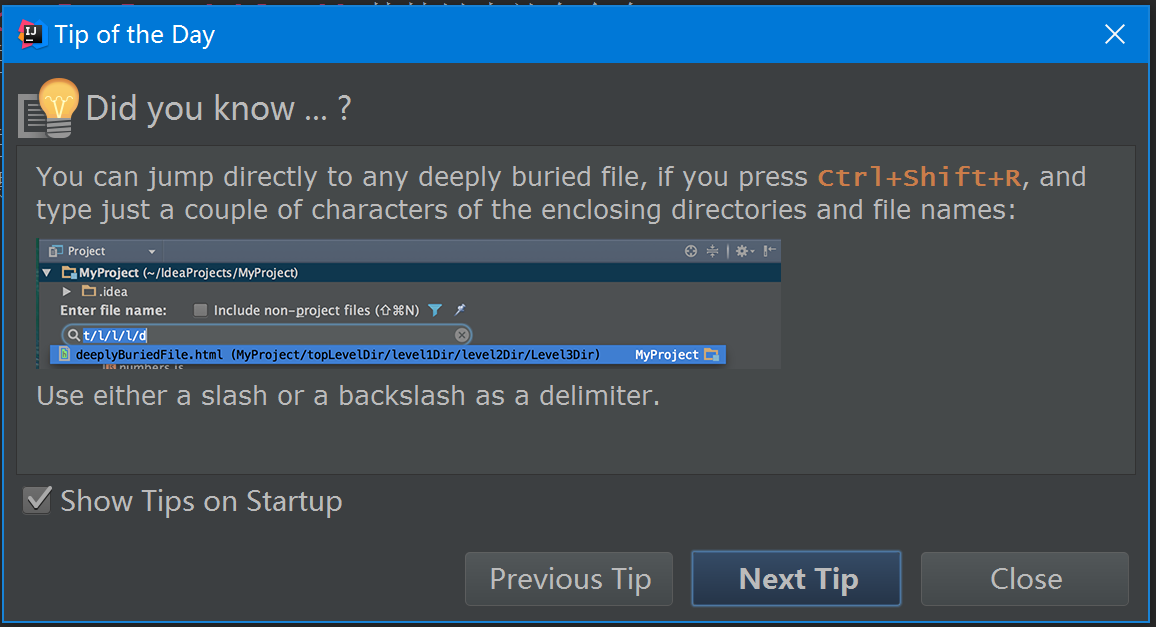 Tip of the Day
Did you know ... ?
You can jump directly to any deeply buried file, if you press Ctrl+Shift+R, and
type just a couple of characters of the enclosing directories and file names:
Project
MyProject (~/IdeaProjects/MyProject)
.idea
Enter file name: Include non-project files (⇧⌘N)
t/l/l/l/d
deeplyBuriedFile.html (MyProject/topLevelDir/level1Dir/level2Dir/Level3Dir) MyProject
numbers.js
Use either a slash or a backslash as a delimiter.
Show Tips on Startup
Previous Tip Next Tip Close